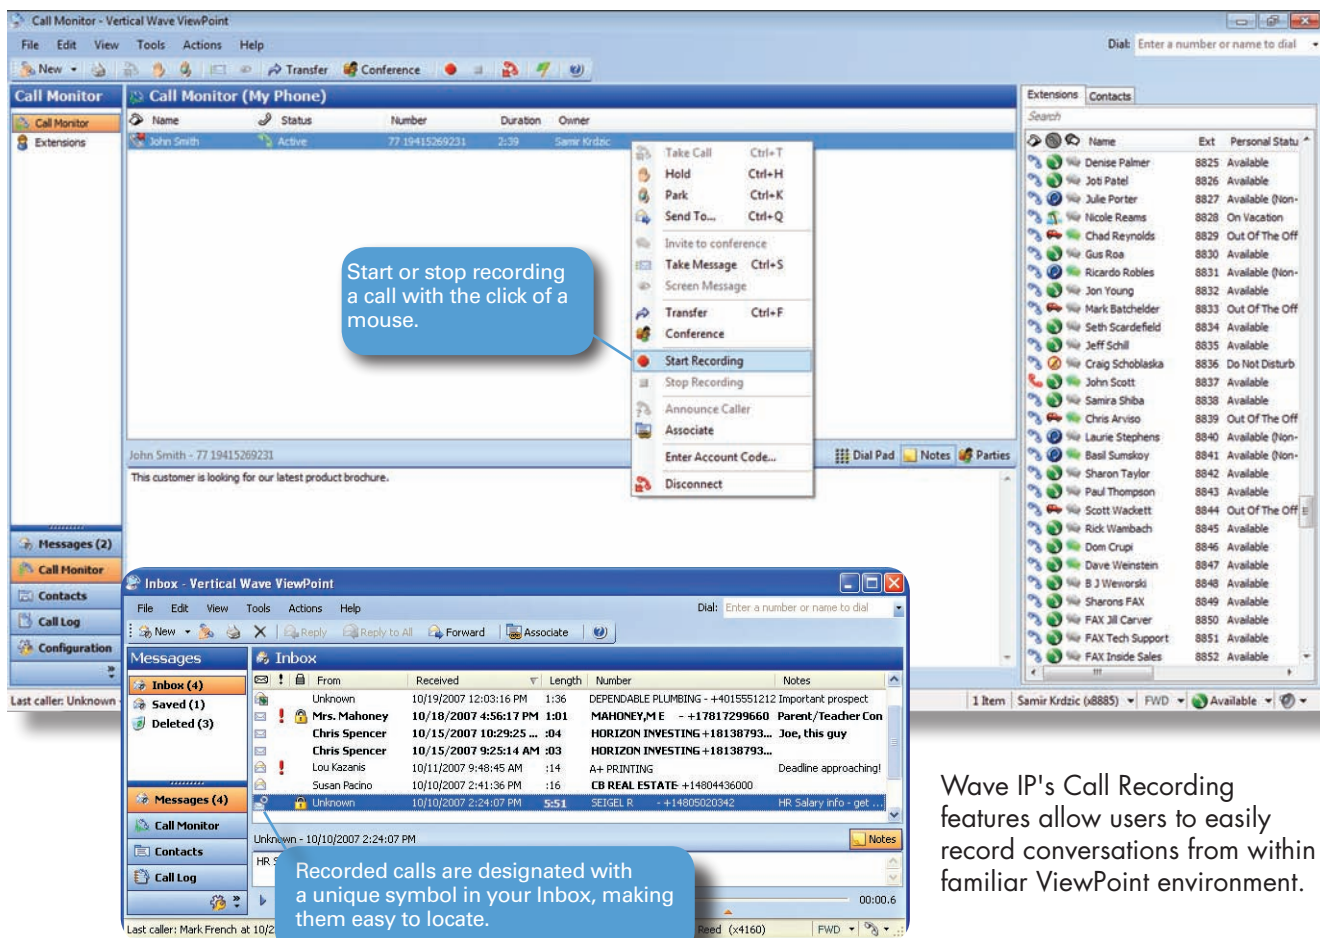 Call Monitor - Vertical Wave ViewPoint
File Edit View Tools Actions Help
Dial: Enter a number or name to dial
New Transfer Conference
Call Monitor
Call Monitor
Extensions
Call Monitor (My Phone)
Name Status Number Duration Owner
John Smith Active 77 19415269231 2:39 Samir Krdzic
Take Call Ctrl+T
Hold Ctrl+H
Park Ctrl+K
Send To... Ctrl+Q
Invite to conference
Take Message Ctrl+S
Screen Message
Transfer Ctrl+F
Conference
Start Recording
Stop Recording
Announce Caller
Associate
Enter Account Code...
Disconnect
Start or stop recording
a call with the click of a
mouse.
John Smith - 77 19415269231
Dial Pad Notes Parties
This customer is looking for our latest product brochure.
Extensions Contacts
Search
Name Ext Personal Statu
Denise Palmer 8825 Available
Joti Patel 8826 Available
Julie Porter 8827 Available (Non-
Nicole Reams 8828 On Vacation
Chad Reynolds 8829 Out Of The Off
Gus Roa 8830 Available
Ricardo Robles 8831 Available (Non-
Jon Young 8832 Available
Mark Batchelder 8833 Out Of The Off
Seth Scardefield 8834 Available
Jeff Schill 8835 Available
Craig Schoblaska 8836 Do Not Disturb
John Scott 8837 Available
Samira Shiba 8838 Available
Chris Arviso 8839 Out Of The Off
Laurie Stephens 8840 Available (Non-
Basil Sumskoy 8841 Available (Non-
Sharon Taylor 8842 Available
Paul Thompson 8843 Available
Scott Wackett 8844 Out Of The Off
Rick Wambach 8845 Available
Dom Crupi 8846 Available
Dave Weinstein 8847 Available
B J Weworski 8848 Available
Sharons FAX 8849 Available
FAX Jill Carver 8850 Available
FAX Tech Support 8851 Available
FAX Inside Sales 8852 Available
Messages (2)
Call Monitor
Contacts
Call Log
Configuration
Last caller: Unknown
1 Item Samir Krdzic (x8885) FWD Available
Inbox - Vertical Wave ViewPoint
File Edit View Tools Actions Help
Dial: Enter a number or name to dial
New Reply Reply to All Forward Associate
Messages
Inbox (4)
Saved (1)
Deleted (3)
Inbox
! From Received Length Number Notes
Unknown 10/19/2007 12:03:16 PM 1:36 DEPENDABLE PLUMBING - +4015551212 Important prospect
! Mrs. Mahoney 10/18/2007 4:56:17 PM 1:01 MAHONEY,M E - +17817299660 Parent/Teacher Con
Chris Spencer 10/15/2007 10:29:25 ... :04 HORIZON INVESTING +18138793... Joe, this guy
Chris Spencer 10/15/2007 9:25:14 AM :03 HORIZON INVESTING +18138793...
! Lou Kazanis 10/11/2007 9:48:45 AM :14 A+ PRINTING Deadline approaching!
Susan Pacino 10/10/2007 2:41:36 PM :16 CB REAL ESTATE +14804436000
Unknown 10/10/2007 2:24:07 PM 5:51 SEIGEL R - +14805020342 HR Salary info - get ...
Messages (4)
Call Monitor
Contacts
Call Log
Unknown - 10/10/2007 2:24:07 PM
Notes
HR S
Recorded calls are designated with
a unique symbol in your Inbox, making
them easy to locate.
00:00.6
Last caller: Mark French at 10/2
Reed (x4160) FWD
Wave IP's Call Recording
features allow users to easily
record conversations from within
familiar ViewPoint environment.